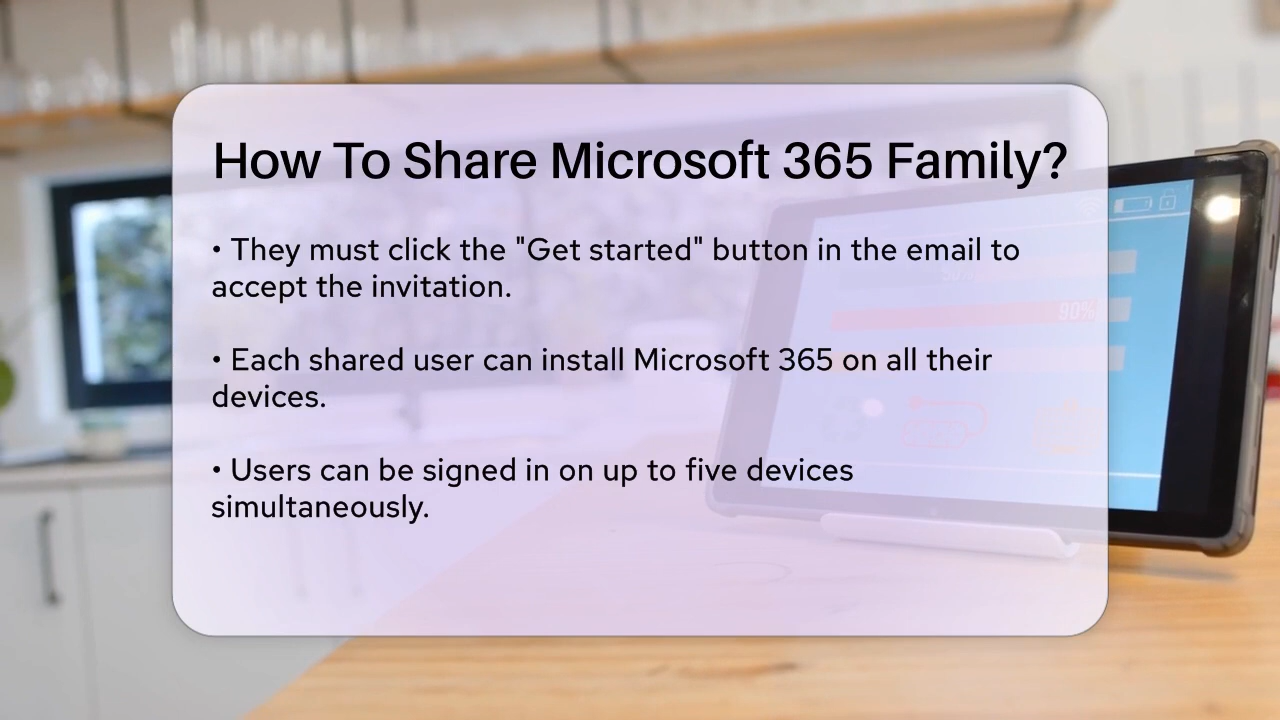 How To Share Microsoft 365 Family?
• They must click the "Get started" button in the email to
accept the invitation.
• Each shared user can install Microsoft 365 on all their
devices.
• Users can be signed in on up to five devices
simultaneously.
90%